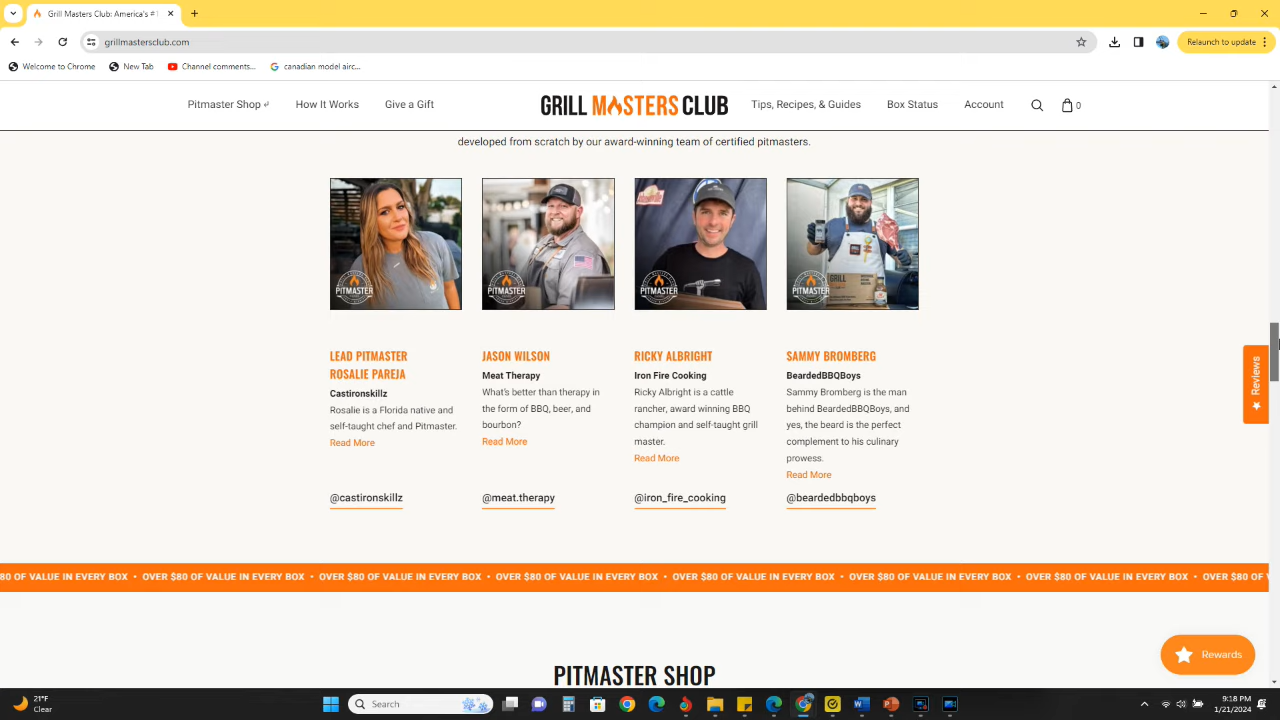 Grill Masters Club: America's #1
grillmastersclub.com
Relaunch to update
Welcome to Chrome
New Tab
Channel comments...
canadian model airc...
Pitmaster Shop
How It Works
Give a Gift
GRILL MASTERS CLUB
Tips, Recipes, & Guides
Box Status
Account
0
developed from scratch by our award-winning team of certified pitmasters.
PITMASTER
PITMASTER
PITMASTER
PITMASTER
GRILL
LEAD PITMASTER
ROSALIE PAREJA
Castironskillz
Rosalie is a Florida native and
self-taught chef and Pitmaster.
Read More
@castironskillz
JASON WILSON
Meat Therapy
What's better than therapy in
the form of BBQ, beer, and
bourbon?
Read More
@meat.therapy
RICKY ALBRIGHT
Iron Fire Cooking
Ricky Albright is a cattle
rancher, award winning BBQ
champion and self-taught grill
master.
Read More
@iron_fire_cooking
SAMMY BROMBERG
BeardedBBQBoys
Sammy Bromberg is the man
behind BeardedBBQBoys, and
yes, the beard is the perfect
complement to his culinary
prowess.
Read More
@beardedbbqboys
Reviews
80 OF VALUE IN EVERY BOX • OVER $80 OF VALUE IN EVERY BOX • OVER $80 OF VALUE IN EVERY BOX • OVER $80 OF VALUE IN EVERY BOX • OVER $80 OF VALUE IN EVERY BOX • OVER $80 OF VALUE IN EVERY BOX • OVER $80 OF VALUE IN EVERY BOX • OVER $80 OF
PITMASTER SHOP
Rewards
21°F
Clear
Search
9:18 PM
1/21/2024